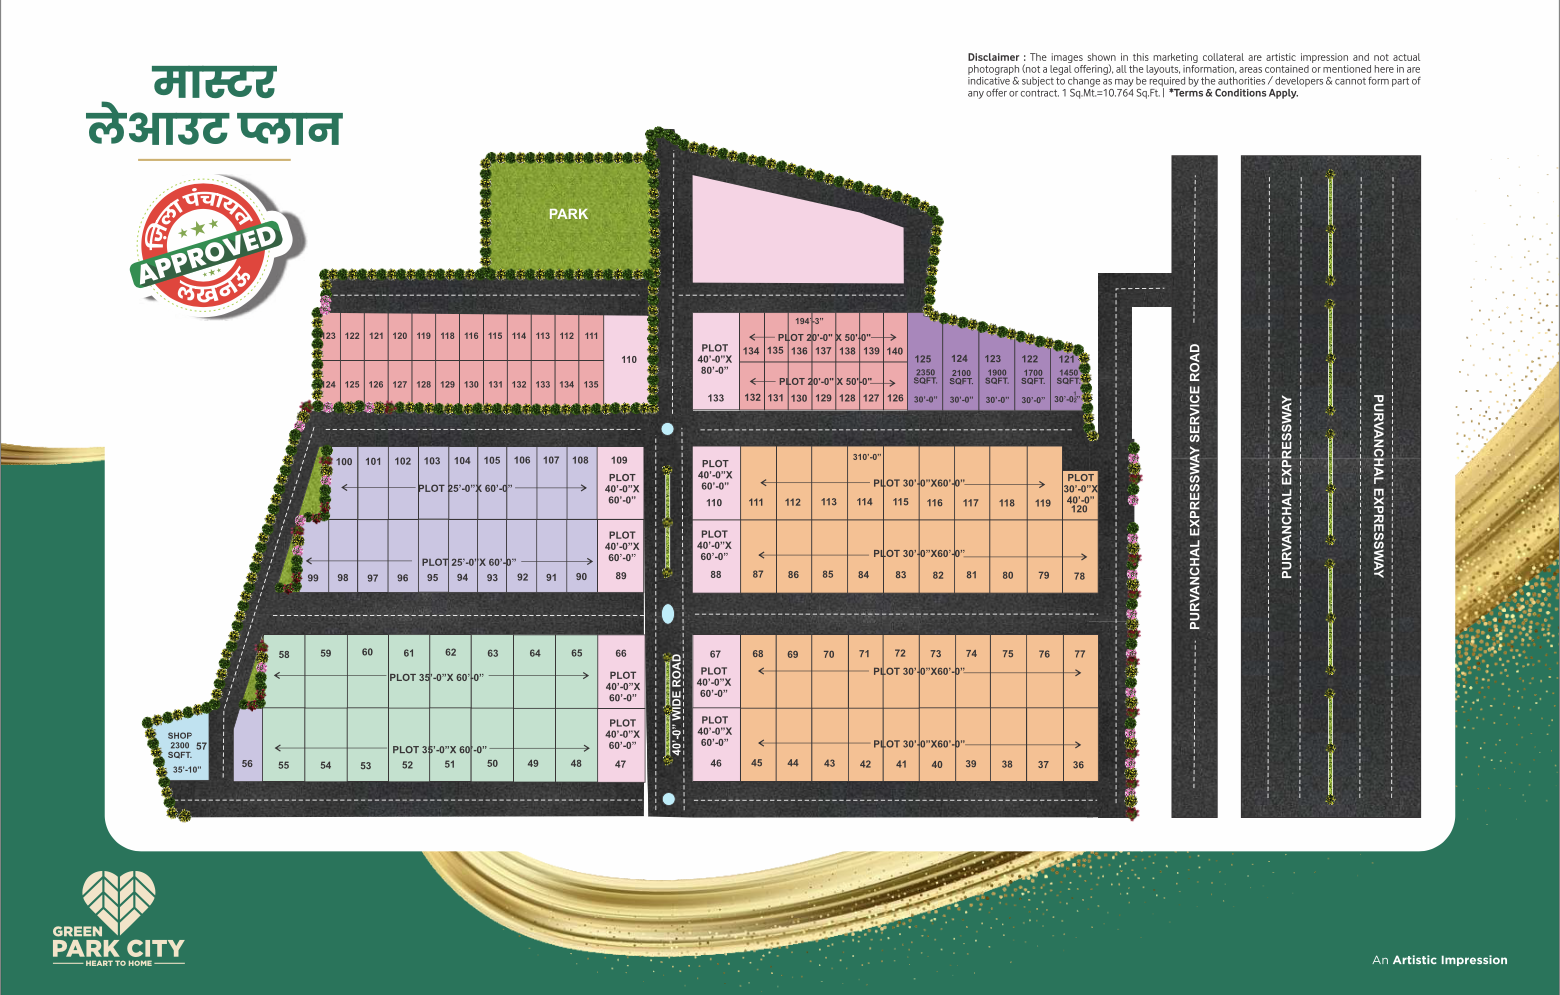 मास्टर
लेआउट प्लान
ज़िला पंचायत
APPROVED
लखनऊ
Disclaimer : The images shown in this marketing collateral are artistic impression and not actual
photograph (not a legal offering), all the layouts, information, areas contained or mentioned here in are
indicative & subject to change as may be required by the authorities / developers & cannot form part of
any offer or contract. 1 Sq.Mt.=10.764 Sq.Ft. | *Terms & Conditions Apply.
PARK
123 122 121 120 119 118 116 115 114 113 112 111
110
124 125 126 127 128 129 130 131 132 133 134 135
PLOT
40'-0"X
80'-0"
133
194'-3"
PLOT 20'-0" X 50'-0"
134 135 136 137 138 139 140
PLOT 20'-0" X 50'-0"
132 131 130 129 128 127 126
125
2350
SQFT.
30'-0"
124
2100
SQFT.
30'-0"
123
1900
SQFT.
30'-0"
122
1700
SQFT.
30'-0"
121
1450
SQFT.
30'-0"
100 101 102 103 104 105 106 107 108
PLOT 25'-0"X 60'-0"
109
PLOT
40'-0"X
60'-0"
PLOT 25'-0"X 60'-0"
99 98 97 96 95 94 93 92 91 90
PLOT
40'-0"X
60'-0"
89
PLOT
40'-0"X
60'-0"
110
310'-0"
PLOT 30'-0"X60'-0"
111 112 113 114 115 116 117 118 119
PLOT
30'-0"X
40'-0"
120
PLOT
40'-0"X
60'-0"
88
PLOT 30'-0"X60'-0"
87 86 85 84 83 82 81 80 79 78
58 59 60 61 62 63 64 65
PLOT 35'-0"X 60'-0"
66
PLOT
40'-0"X
60'-0"
PLOT 35'-0"X 60'-0"
56 55 54 53 52 51 50 49 48
PLOT
40'-0"X
60'-0"
47
SHOP
2300
SQFT.
57
35'-10"
40'-0" WIDE ROAD
67
PLOT
40'-0"X
60'-0"
68 69 70 71 72 73 74 75 76 77
PLOT 30'-0"X60'-0"
PLOT
40'-0"X
60'-0"
46
PLOT 30'-0"X60'-0"
45 44 43 42 41 40 39 38 37 36
PURVANCHAL EXPRESSWAY SERVICE ROAD
PURVANCHAL EXPRESSWAY
PURVANCHAL EXPRESSWAY
GREEN
PARK CITY
HEART TO HOME
An Artistic Impression